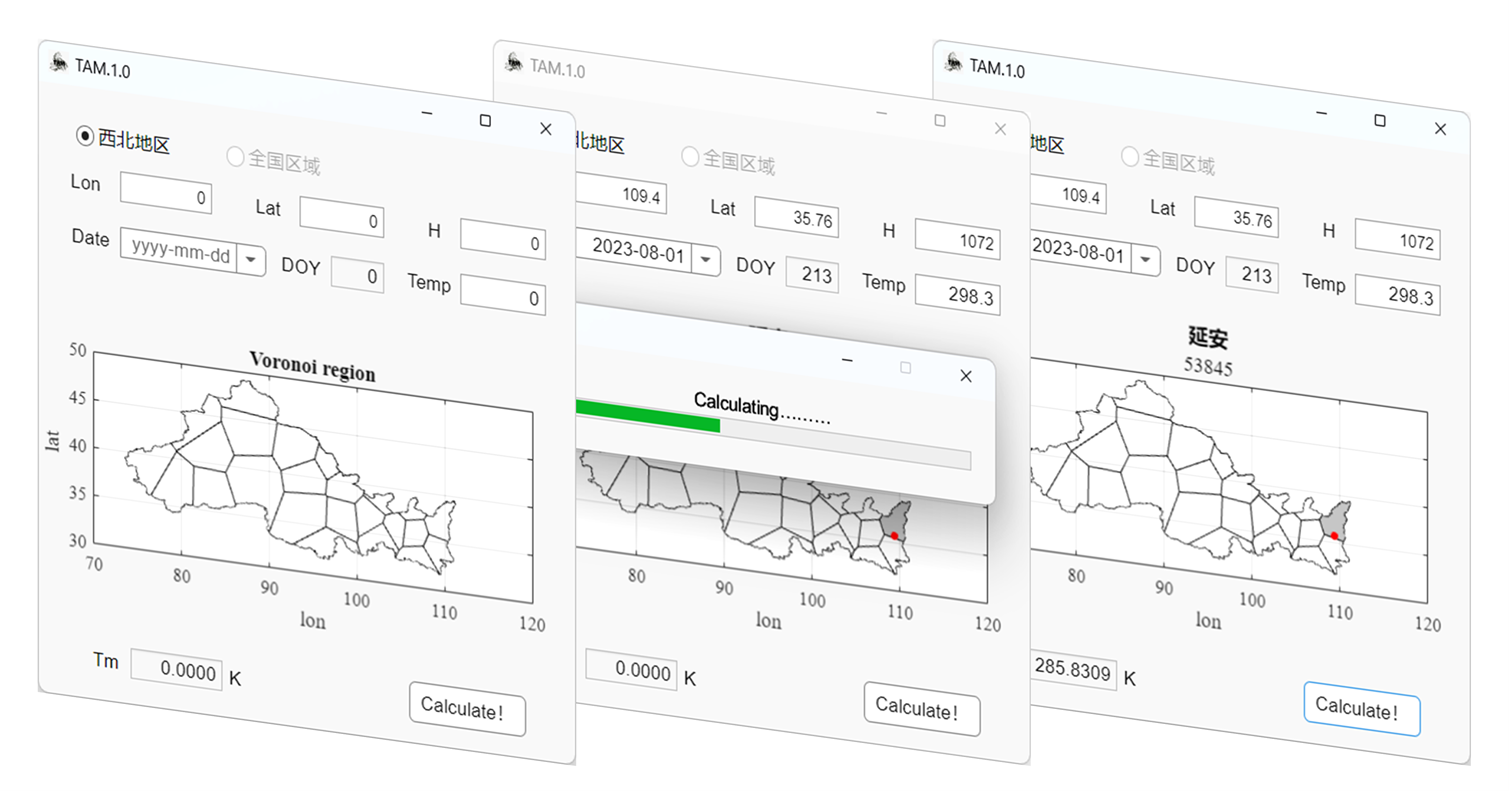 TAM.1.0
西北地区
全国区域
Lon 0
Lat 0
H 0
Date yyyy-mm-dd
DOY 0
Temp 0
Voronoi region
50
45
40
35
30
lat
70 80 90 100 110 120
lon
Tm 0.0000 K
Calculate!
TAM.1.0
北地区
全国区域
109.4
Lat 35.76
H 1072
2023-08-01
DOY 213
Temp 298.3
Calculating.........
80 90 100 110 120
lon
0.0000 K
Calculate!
TAM.1.0
地区
全国区域
109.4
Lat 35.76
H 1072
2023-08-01
DOY 213
Temp 298.3
延安
53845
80 90 100 110 120
lon
285.8309 K
Calculate!